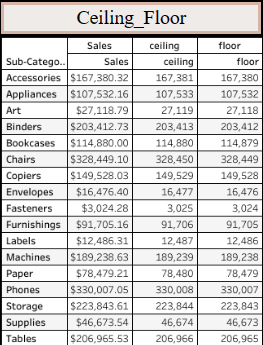 Ceiling_Floor
Sales ceiling floor
Sub-Catego.. Sales ceiling floor
Accessories $167,380.32 167,381 167,380
Appliances $107,532.16 107,533 107,532
Art $27,118.79 27,119 27,118
Binders $203,412.73 203,413 203,412
Bookcases $114,880.00 114,880 114,879
Chairs $328,449.10 328,450 328,449
Copiers $149,528.03 149,529 149,528
Envelopes $16,476.40 16,477 16,476
Fasteners $3,024.28 3,025 3,024
Furnishings $91,705.16 91,706 91,705
Labels $12,486.31 12,487 12,486
Machines $189,238.63 189,239 189,238
Paper $78,479.21 78,480 78,479
Phones $330,007.05 330,008 330,007
Storage $223,843.61 223,844 223,843
Supplies $46,673.54 46,674 46,673
Tables $206,965.53 206,966 206,965